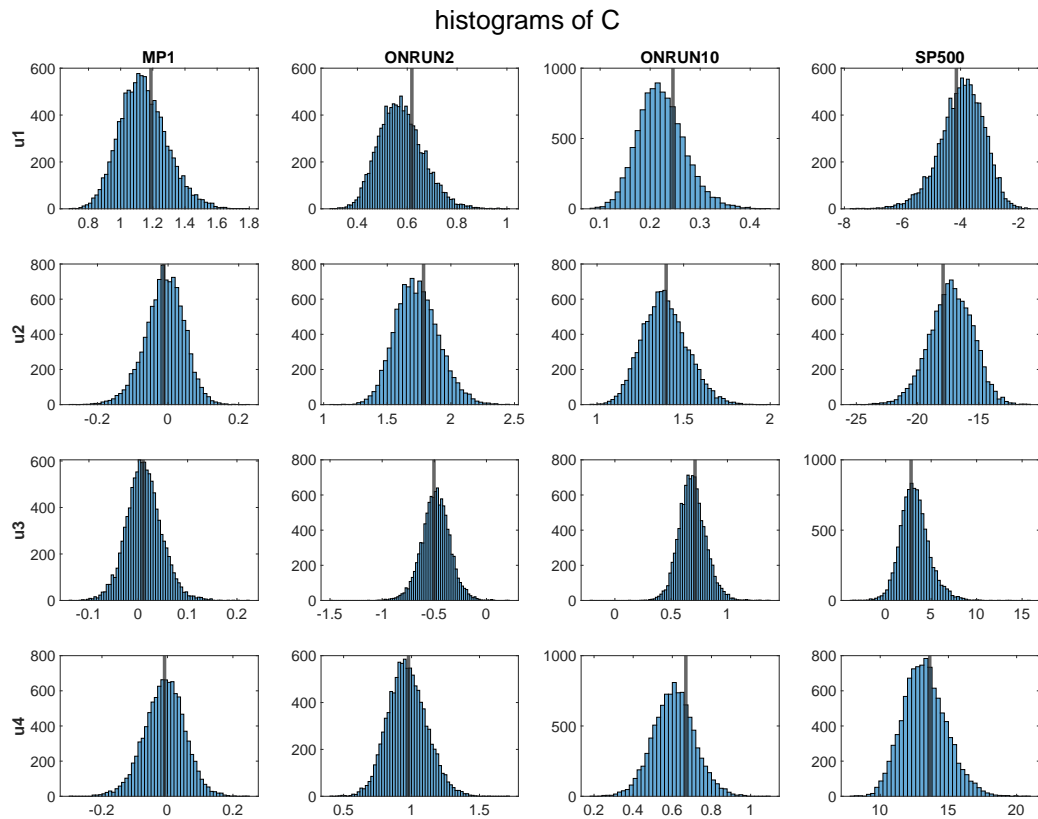 histograms of C
MP1 ONRUN2 ONRUN10 SP500
u1
600 400 200 0
0.8 1 1.2 1.4 1.6 1.8
600 400 200 0
0.4 0.6 0.8 1
1000 500 0
0.1 0.2 0.3 0.4
600 400 200 0
-8 -6 -4 -2
u2
800 600 400 200 0
-0.2 0 0.2
800 600 400 200 0
1 1.5 2 2.5
800 600 400 200 0
1 1.5 2
800 600 400 200 0
-25 -20 -15
u3
600 400 200 0
-0.1 0 0.1 0.2
800 600 400 200 0
-1.5 -1 -0.5 0
800 600 400 200 0
0 0.5 1
1000 500 0
0 5 10 15
u4
800 600 400 200 0
-0.2 0 0.2
600 400 200 0
0.5 1 1.5
1000 500 0
0.2 0.4 0.6 0.8 1
800 600 400 200 0
10 15 20